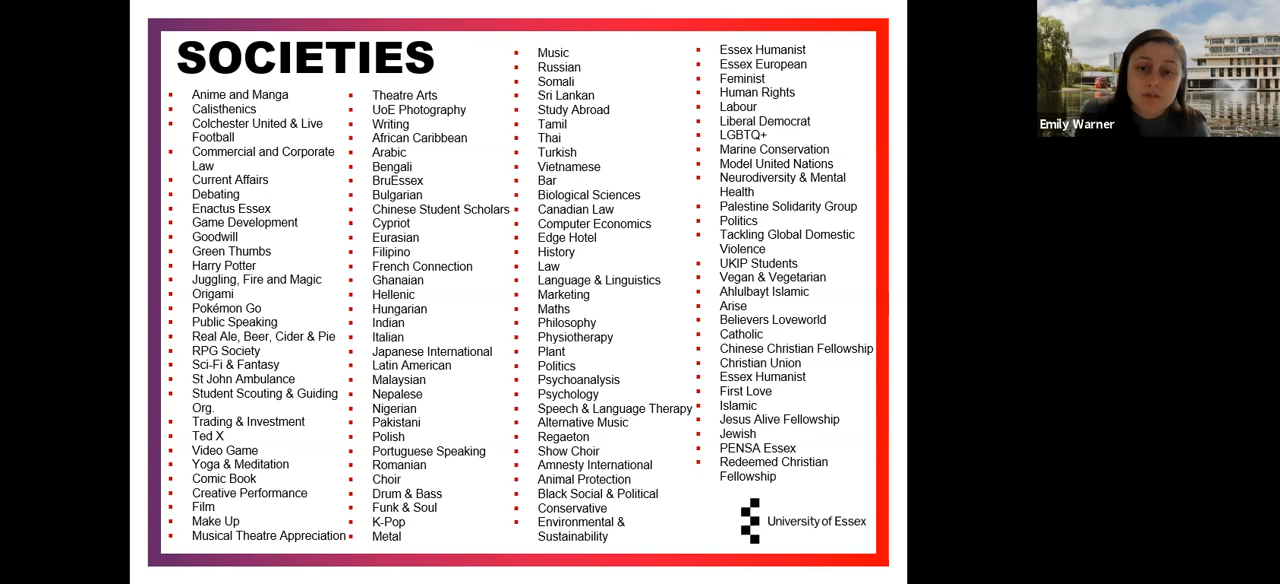 SOCIETIES
Anime and Manga
Calisthenics
Colchester United & Live
Football
Commercial and Corporate
Law
Current Affairs
Debating
Enactus Essex
Game Development
Goodwill
Green Thumbs
Harry Potter
Juggling, Fire and Magic
Origami
Pokémon Go
Public Speaking
Real Ale, Beer, Cider & Pie
RPG Society
Sci-Fi & Fantasy
St John Ambulance
Student Scouting & Guiding
Org.
Trading & Investment
Ted X
Video Game
Yoga & Meditation
Comic Book
Creative Performance
Film
Make Up
Musical Theatre Appreciation
Theatre Arts
UoE Photography
Writing
African Caribbean
Arabic
Bengali
BruEssex
Bulgarian
Chinese Student Scholars
Cypriot
Eurasian
Filipino
French Connection
Ghanaian
Hellenic
Hungarian
Indian
Italian
Japanese International
Latin American
Malaysian
Nepalese
Nigerian
Pakistani
Polish
Portuguese Speaking
Romanian
Choir
Drum & Bass
Funk & Soul
K-Pop
Metal
Music
Russian
Somali
Sri Lankan
Study Abroad
Tamil
Thai
Turkish
Vietnamese
Bar
Biological Sciences
Canadian Law
Computer Economics
Edge Hotel
History
Law
Language & Linguistics
Marketing
Maths
Philosophy
Physiotherapy
Plant
Politics
Psychoanalysis
Psychology
Speech & Language Therapy
Alternative Music
Regaeton
Show Choir
Amnesty International
Animal Protection
Black Social & Political
Conservative
Environmental &
Sustainability
Essex Humanist
Essex European
Feminist
Human Rights
Labour
Liberal Democrat
LGBTQ+
Marine Conservation
Model United Nations
Neurodiversity & Mental
Health
Palestine Solidarity Group
Politics
Tackling Global Domestic
Violence
UKIP Students
Vegan & Vegetarian
Ahlulbayt Islamic
Arise
Believers Loveworld
Catholic
Chinese Christian Fellowship
Christian Union
Essex Humanist
First Love
Islamic
Jesus Alive Fellowship
Jewish
PENSA Essex
Redeemed Christian
Fellowship
University of Essex
Emily Warner